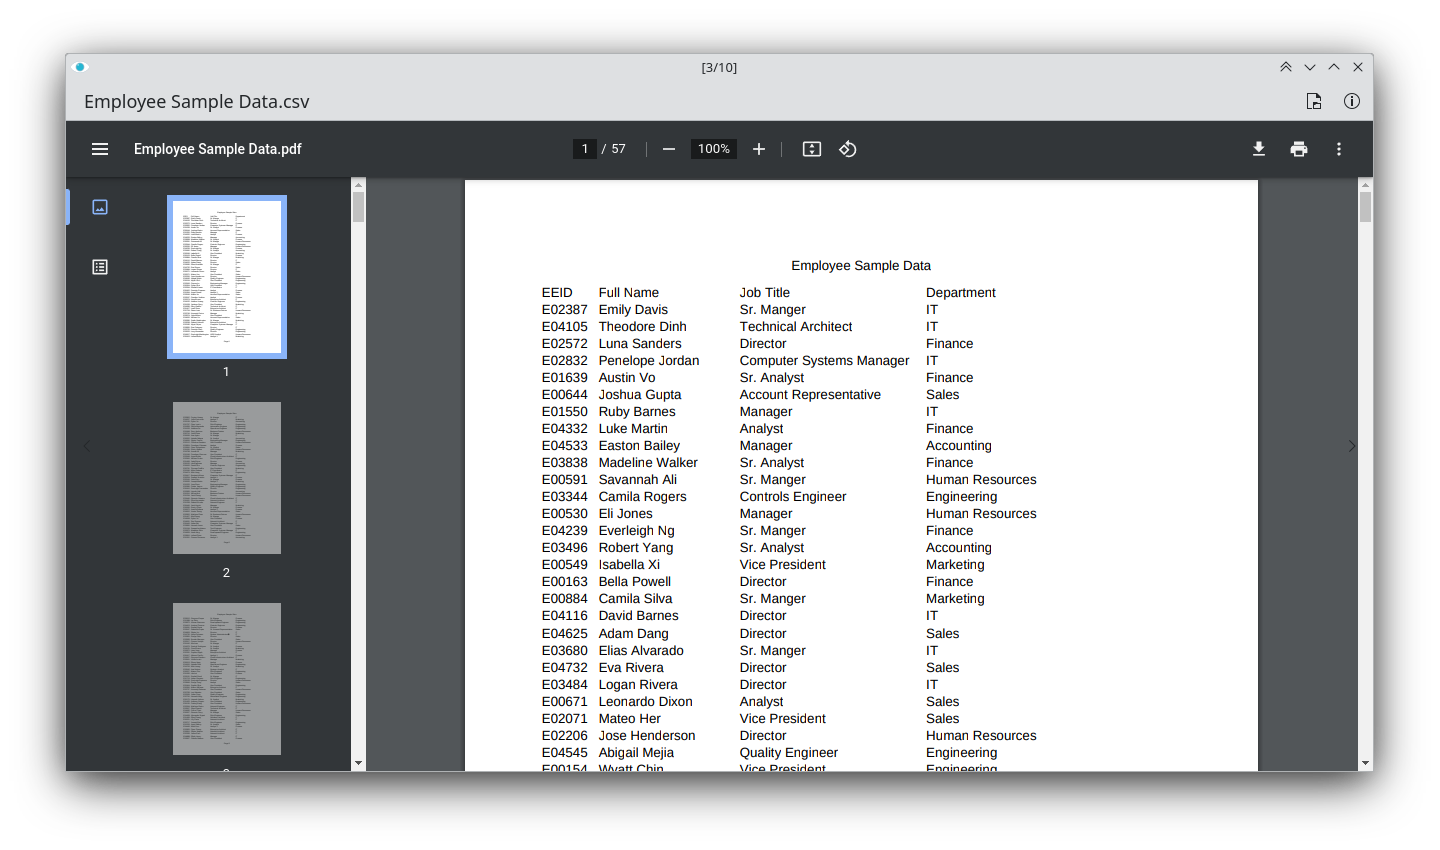 [3/10]
Employee Sample Data.csv
Employee Sample Data.pdf
1 / 57
100%
1
2
Employee Sample Data
EEID Full Name Job Title Department
E02387 Emily Davis Sr. Manger IT
E04105 Theodore Dinh Technical Architect IT
E02572 Luna Sanders Director Finance
E02832 Penelope Jordan Computer Systems Manager IT
E01639 Austin Vo Sr. Analyst Finance
E00644 Joshua Gupta Account Representative Sales
E01550 Ruby Barnes Manager IT
E04332 Luke Martin Analyst Finance
E04533 Easton Bailey Manager Accounting
E03838 Madeline Walker Sr. Analyst Finance
E00591 Savannah Ali Sr. Manger Human Resources
E03344 Camila Rogers Controls Engineer Engineering
E00530 Eli Jones Manager Human Resources
E04239 Everleigh Ng Sr. Manger Finance
E03496 Robert Yang Sr. Analyst Accounting
E00549 Isabella Xi Vice President Marketing
E00163 Bella Powell Director Finance
E00884 Camila Silva Sr. Manger Marketing
E04116 David Barnes Director IT
E04625 Adam Dang Director Sales
E03680 Elias Alvarado Sr. Manger IT
E04732 Eva Rivera Director Sales
E03484 Logan Rivera Director IT
E00671 Leonardo Dixon Analyst Sales
E02071 Mateo Her Vice President Sales
E02206 Jose Henderson Director Human Resources
E04545 Abigail Mejia Quality Engineer Engineering
E00154 Wyatt Chin Vice President Engineering